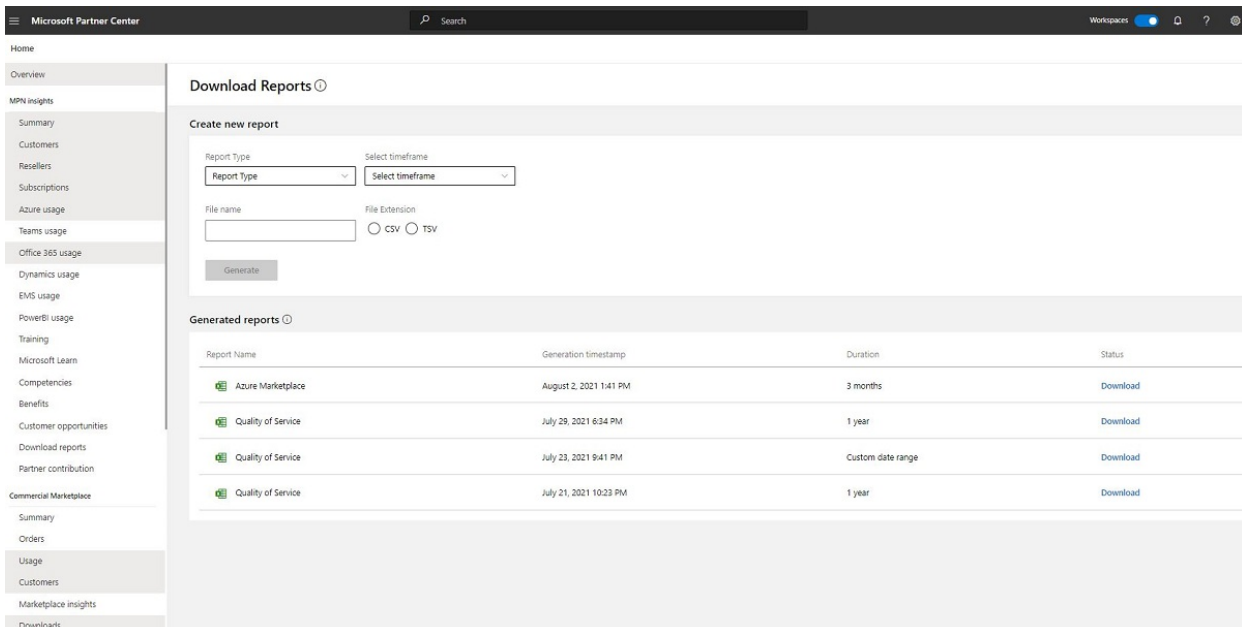 Microsoft Partner Center
Search
Workspaces
?
Home
Overview
MPN insights
Summary
Customers
Resellers
Subscriptions
Azure usage
Teams usage
Office 365 usage
Dynamics usage
EMS usage
PowerBI usage
Training
Microsoft Learn
Competencies
Benefits
Customer opportunities
Download reports
Partner contribution
Commercial Marketplace
Summary
Orders
Usage
Customers
Marketplace insights
Downloads
Download Reports
Create new report
Report Type Select timeframe
Report Type Select timeframe
File name File Extension
CSV TSV
Generate
Generated reports
Report Name Generation timestamp Duration Status
Azure Marketplace August 2, 2021 1:41 PM 3 months Download
Quality of Service July 29, 2021 6:34 PM 1 year Download
Quality of Service July 23, 2021 9:41 PM Custom date range Download
Quality of Service July 21, 2021 10:23 PM 1 year Download